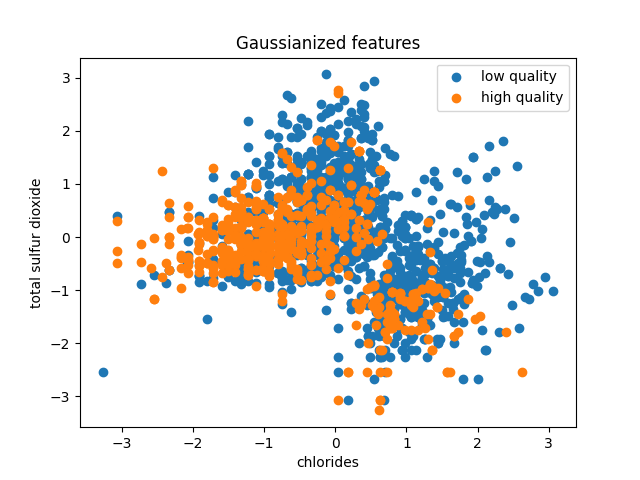 Gaussianized features
low quality
high quality
3
2
1
0
−1
−2
−3
total sulfur dioxide
−3
−2
−1
0
1
2
3
chlorides